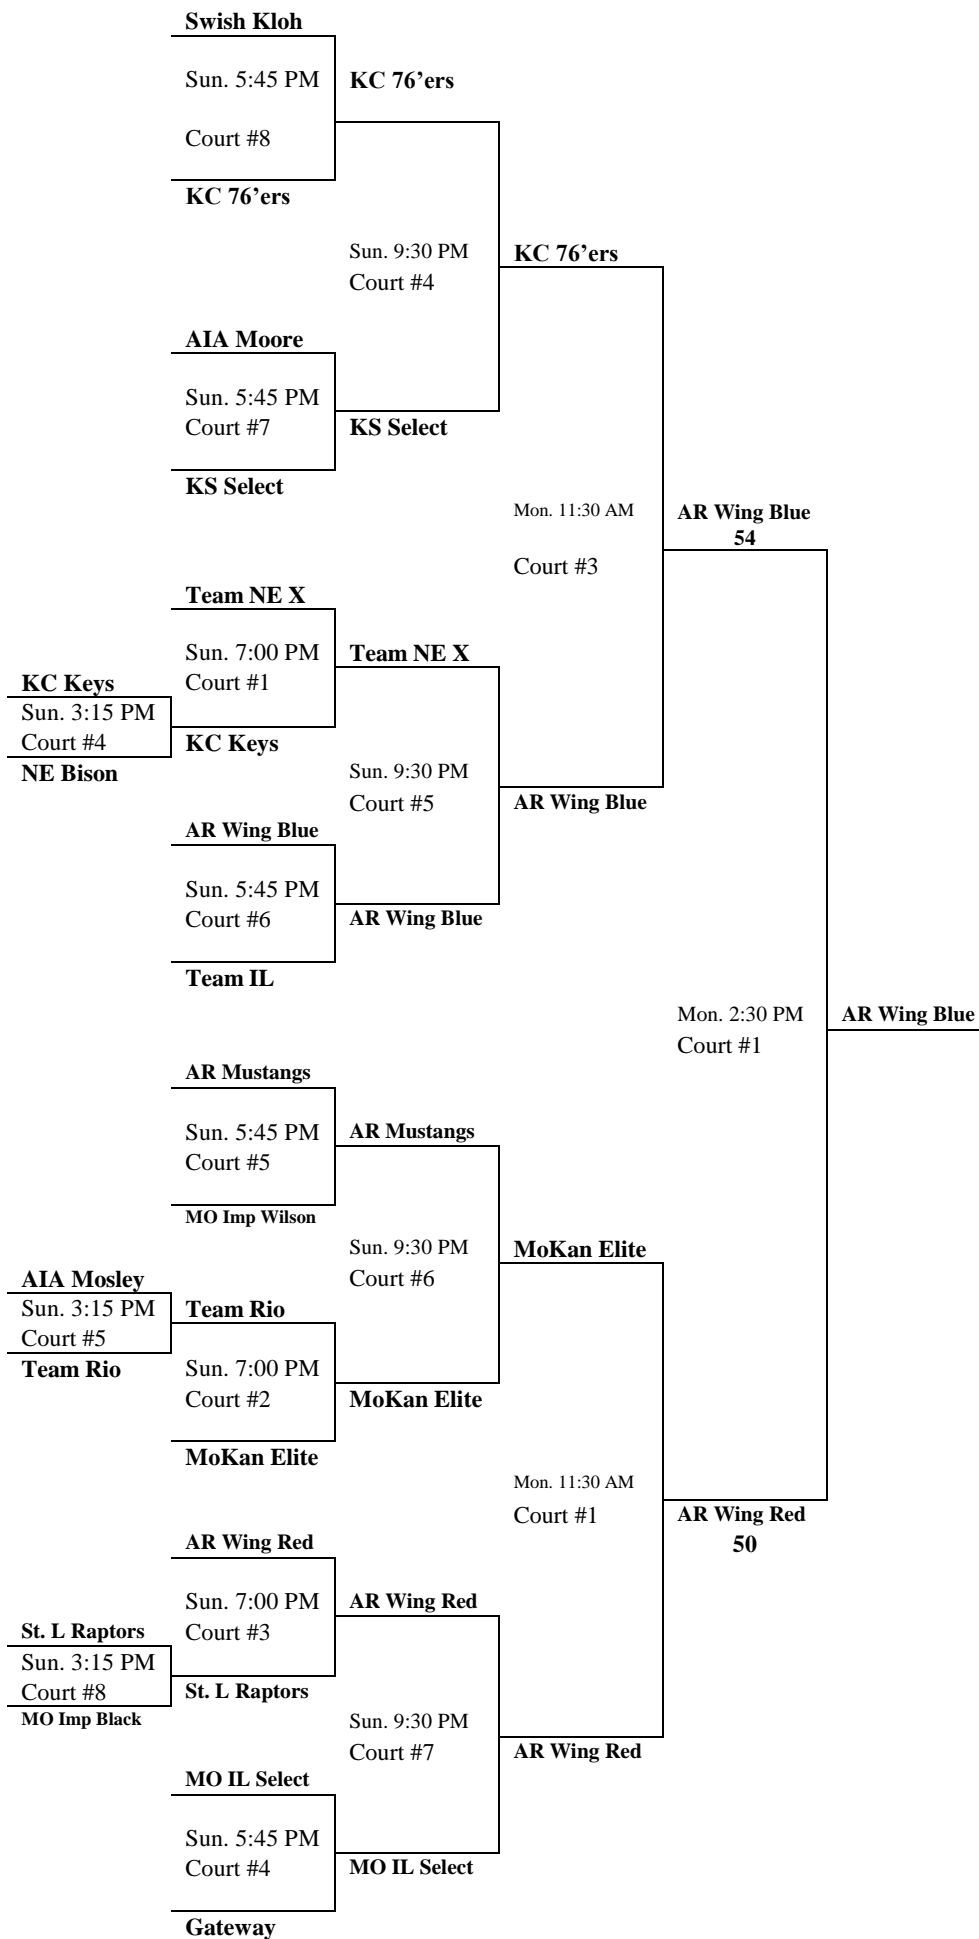 Swish Kloh
Sun. 5:45 PM
KC 76’ers
Court #8
KC 76’ers
Sun. 9:30 PM
KC 76’ers
Court #4
AIA Moore
Sun. 5:45 PM
Court #7
KS Select
KS Select
Mon. 11:30 AM
AR Wing Blue
54
Court #3
Team NE X
Sun. 7:00 PM
Team NE X
KC Keys
Court #1
Sun. 3:15 PM
Court #4
KC Keys
NE Bison
Sun. 9:30 PM
Court #5
AR Wing Blue
AR Wing Blue
Sun. 5:45 PM
Court #6
AR Wing Blue
Team IL
Mon. 2:30 PM
AR Wing Blue
Court #1
AR Mustangs
Sun. 5:45 PM
AR Mustangs
Court #5
MO Imp Wilson
Sun. 9:30 PM
MoKan Elite
Court #6
AIA Mosley
Sun. 3:15 PM
Team Rio
Court #5
Team Rio
Sun. 7:00 PM
Court #2
MoKan Elite
MoKan Elite
Mon. 11:30 AM
Court #1
AR Wing Red
50
AR Wing Red
Sun. 7:00 PM
AR Wing Red
St. L Raptors
Court #3
Sun. 3:15 PM
Court #8
St. L Raptors
MO Imp Black
Sun. 9:30 PM
Court #7
AR Wing Red
MO IL Select
Sun. 5:45 PM
Court #4
MO IL Select
Gateway